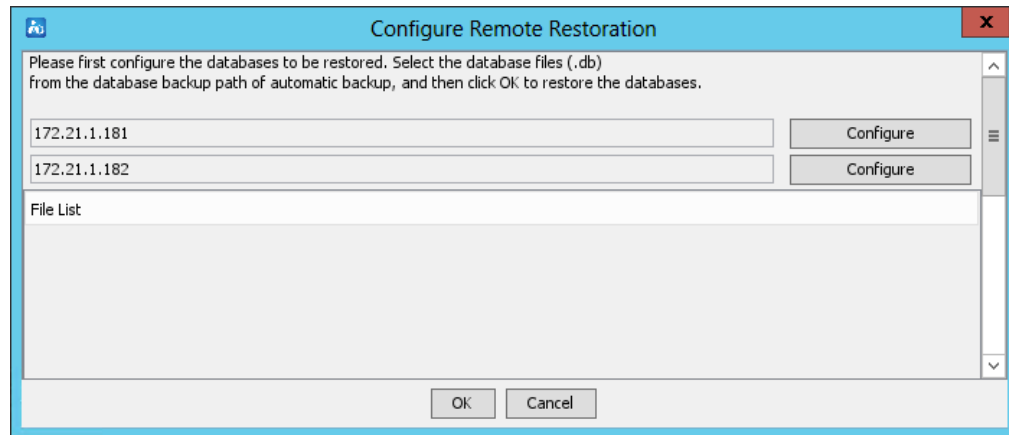 Configure Remote Restoration
x
Please first configure the databases to be restored. Select the database files (.db)
from the database backup path of automatic backup, and then click OK to restore the databases.
172.21.1.181
Configure
172.21.1.182
Configure
File List
OK
Cancel